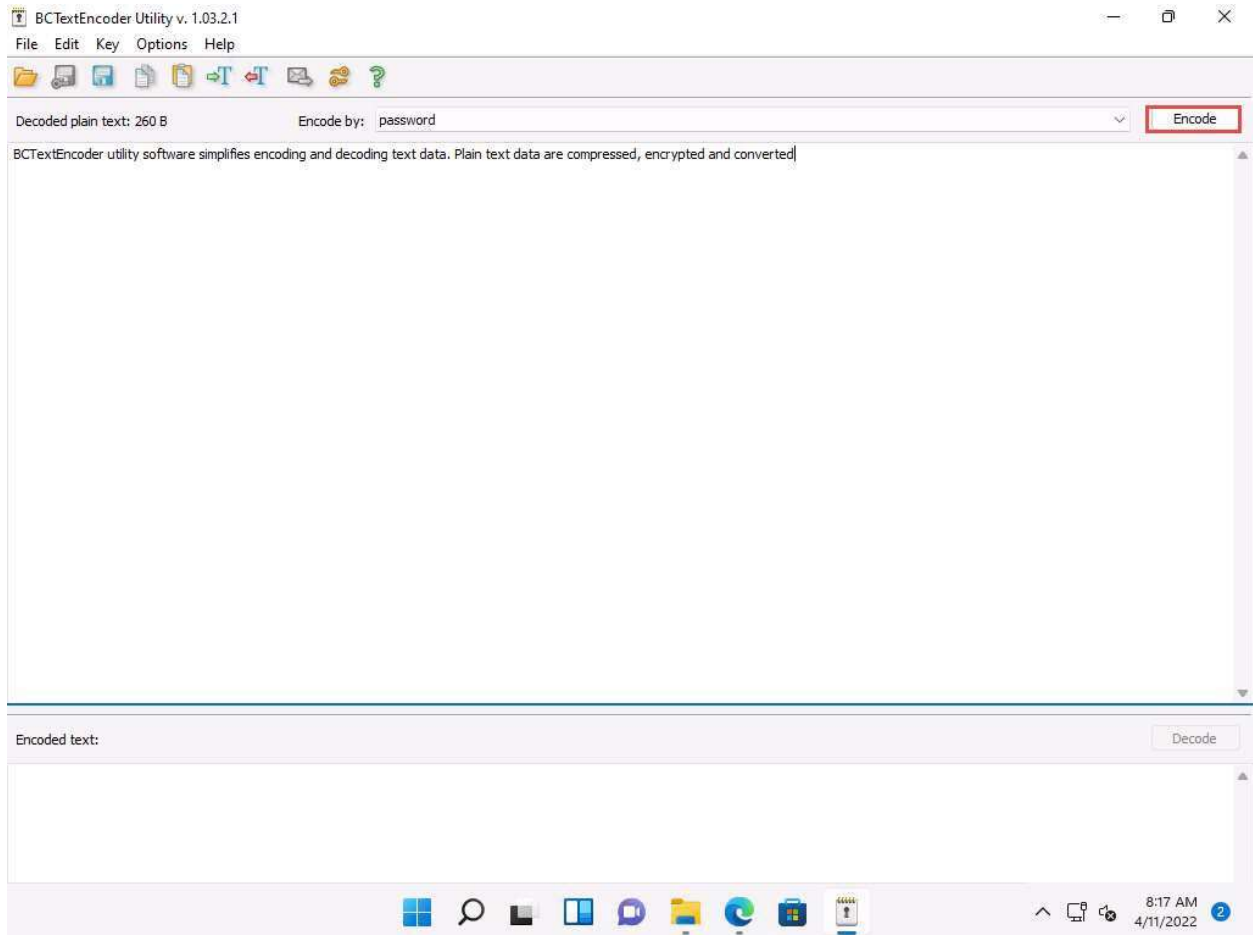 BCTextEncoder Utility v. 1.03.2.1
File Edit Key Options Help
Decoded plain text: 260 B Encode by: password Encode
BCTextEncoder utility software simplifies encoding and decoding text data. Plain text data are compressed, encrypted and converted
Encoded text: Decode
8:17 AM
4/11/2022 2